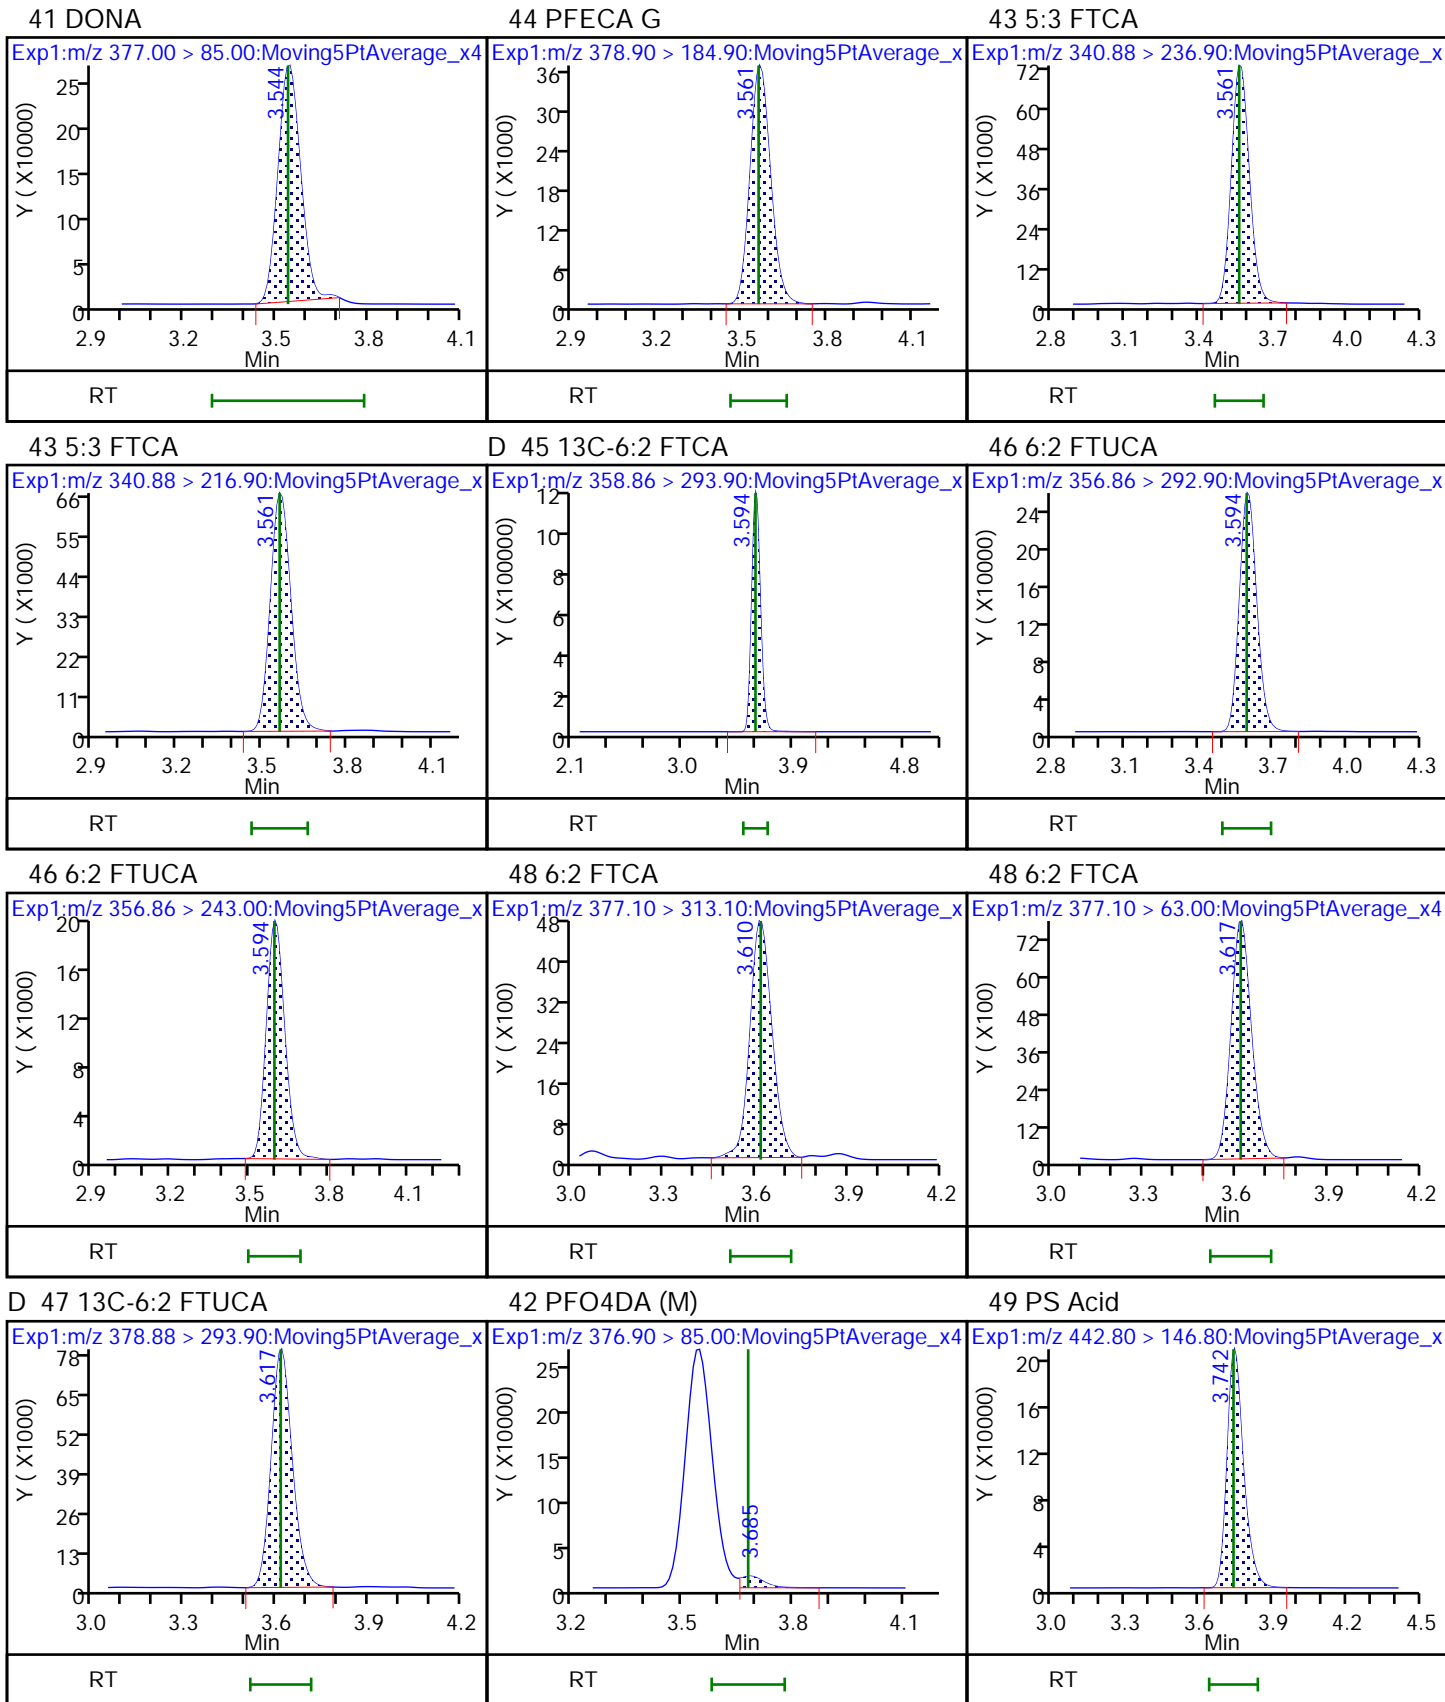 41 DONA
Exp1:m/z 377.00 > 85.00:Moving5PtAverage_x4
3.544
Y ( X10000)
25
20
15
10
5
0
2.9 3.2 3.5 3.8 4.1
Min
RT
44 PFECA G
Exp1:m/z 378.90 > 184.90:Moving5PtAverage_x
3.561
Y ( X1000)
36
30
24
18
12
6
0
2.9 3.2 3.5 3.8 4.1
Min
RT
43 5:3 FTCA
Exp1:m/z 340.88 > 236.90:Moving5PtAverage_x
3.561
Y ( X1000)
72
60
48
36
24
12
0
2.8 3.1 3.4 3.7 4.0 4.3
Min
RT
43 5:3 FTCA
Exp1:m/z 340.88 > 216.90:Moving5PtAverage_x
3.561
Y ( X1000)
66
55
44
33
22
11
0
2.9 3.2 3.5 3.8 4.1
Min
RT
D 45 13C-6:2 FTCA
Exp1:m/z 358.86 > 293.90:Moving5PtAverage_x
3.594
Y ( X100000)
12
10
8
6
4
2
0
2.1 3.0 3.9 4.8
Min
RT
46 6:2 FTUCA
Exp1:m/z 356.86 > 292.90:Moving5PtAverage_x
3.594
Y ( X10000)
24
20
16
12
8
4
0
2.8 3.1 3.4 3.7 4.0 4.3
Min
RT
46 6:2 FTUCA
Exp1:m/z 356.86 > 243.00:Moving5PtAverage_x
3.594
Y ( X1000)
20
16
12
8
4
0
2.9 3.2 3.5 3.8 4.1
Min
RT
48 6:2 FTCA
Exp1:m/z 377.10 > 313.10:Moving5PtAverage_x
3.610
Y ( X100)
48
40
32
24
16
8
0
3.0 3.3 3.6 3.9 4.2
Min
RT
48 6:2 FTCA
Exp1:m/z 377.10 > 63.00:Moving5PtAverage_x4
3.617
Y ( X100)
72
60
48
36
24
12
0
3.0 3.3 3.6 3.9 4.2
Min
RT
D 47 13C-6:2 FTUCA
Exp1:m/z 378.88 > 293.90:Moving5PtAverage_x
3.617
Y ( X1000)
78
65
52
39
26
13
0
3.0 3.3 3.6 3.9 4.2
Min
RT
42 PFO4DA (M)
Exp1:m/z 376.90 > 85.00:Moving5PtAverage_x4
3.685
Y ( X10000)
25
20
15
10
5
0
3.2 3.5 3.8 4.1
Min
RT
49 PS Acid
Exp1:m/z 442.80 > 146.80:Moving5PtAverage_x
3.742
Y ( X10000)
20
16
12
8
4
0
3.0 3.3 3.6 3.9 4.2 4.5
Min
RT